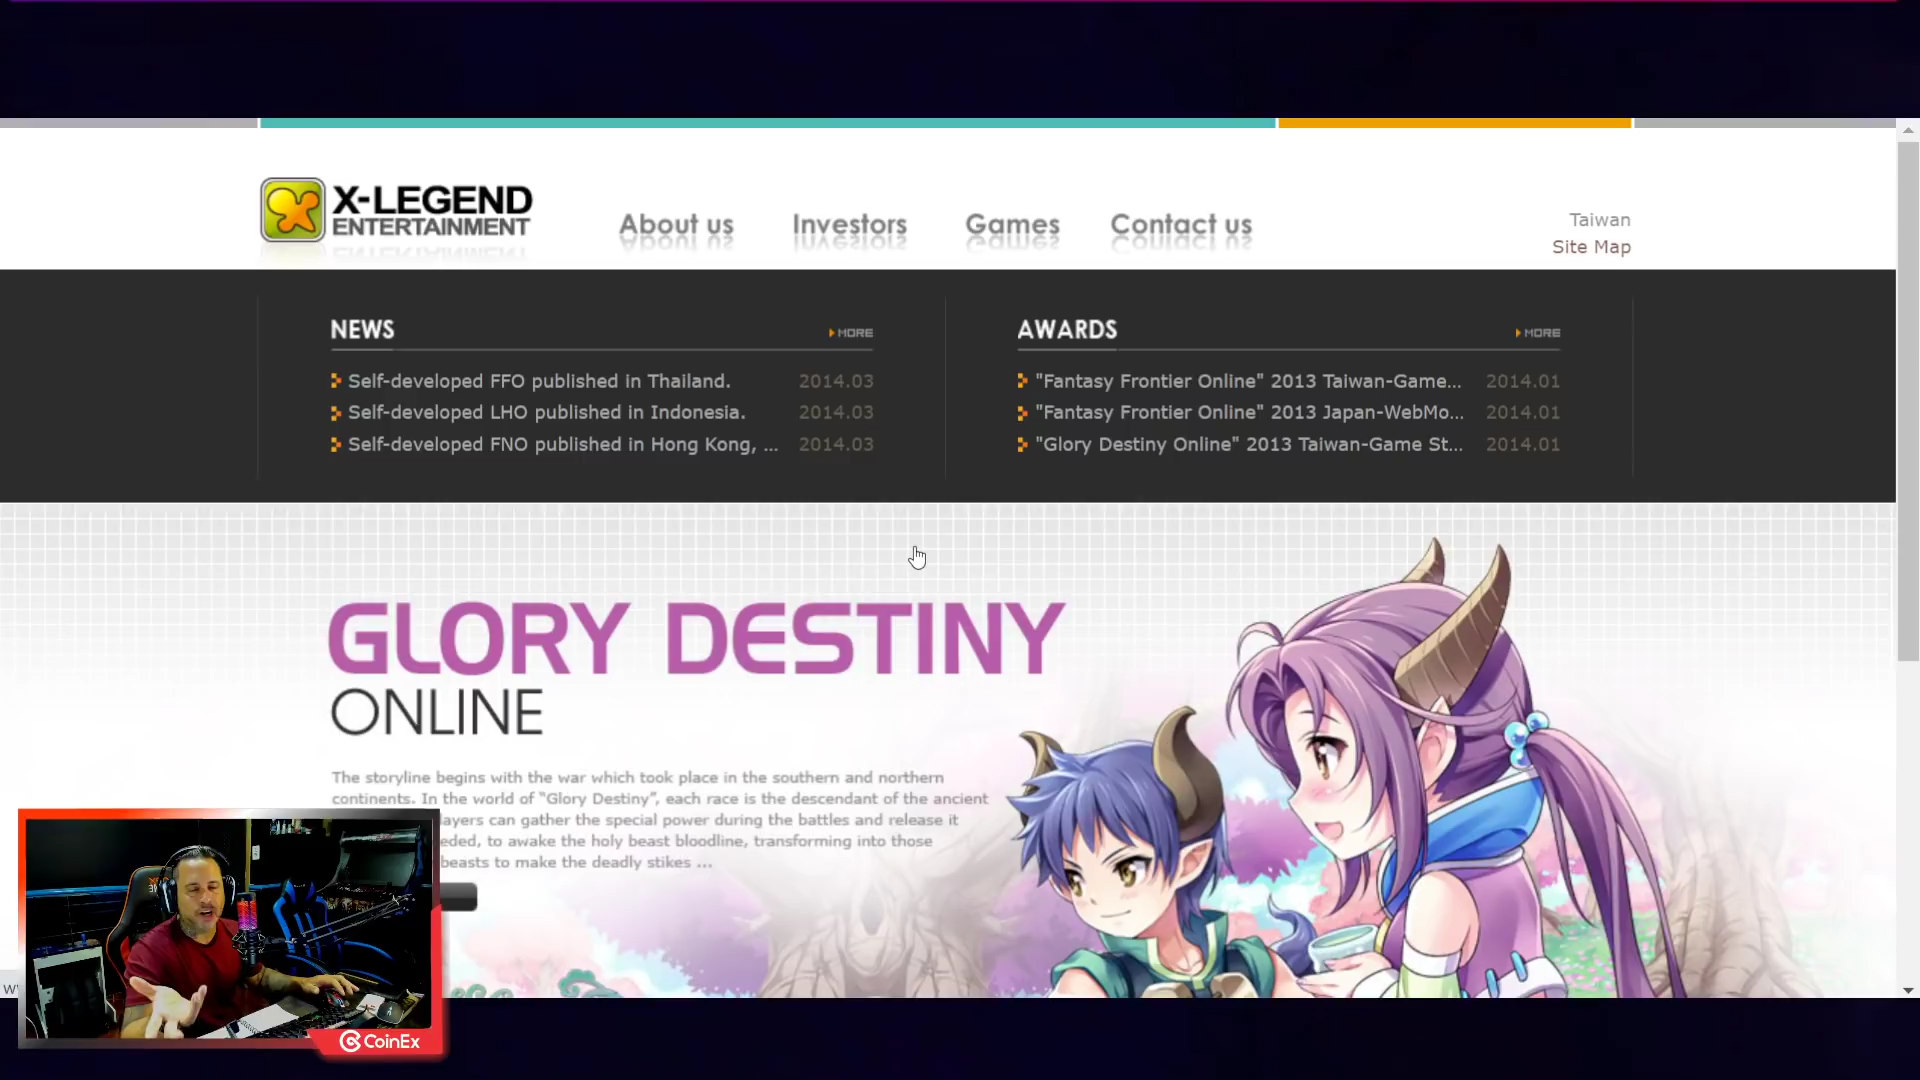 X-LEGEND
ENTERTAINMENT
About us
Investors
Games
Contact us
Taiwan
Site Map
NEWS
MORE
Self-developed FFO published in Thailand. 2014.03
Self-developed LHO published in Indonesia. 2014.03
Self-developed FNO published in Hong Kong, ... 2014.03
AWARDS
MORE
"Fantasy Frontier Online" 2013 Taiwan-Game... 2014.01
"Fantasy Frontier Online" 2013 Japan-WebMo... 2014.01
"Glory Destiny Online" 2013 Taiwan-Game St... 2014.01
GLORY DESTINY
ONLINE
The storyline begins with the war which took place in the southern and northern
continents. In the world of “Glory Destiny”, each race is the descendant of the ancient
layers can gather the special power during the battles and release it
eded, to awake the holy beast bloodline, transforming into those
beasts to make the deadly stikes ...
CoinEx